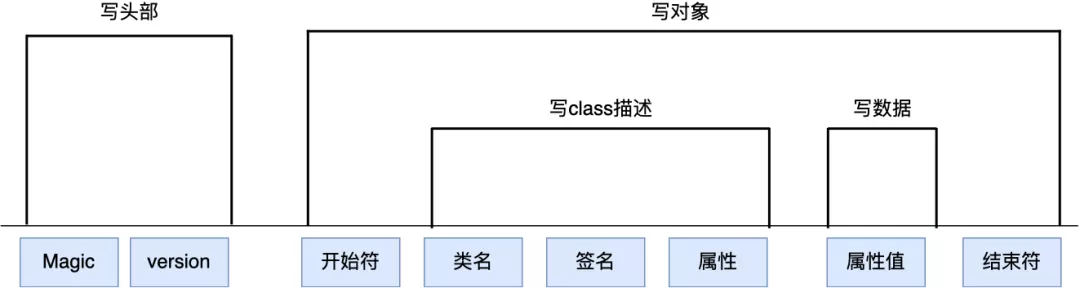 写头部
写对象
写class描述
写数据
Magic
version
开始符
类名
签名
属性
属性值
结束符